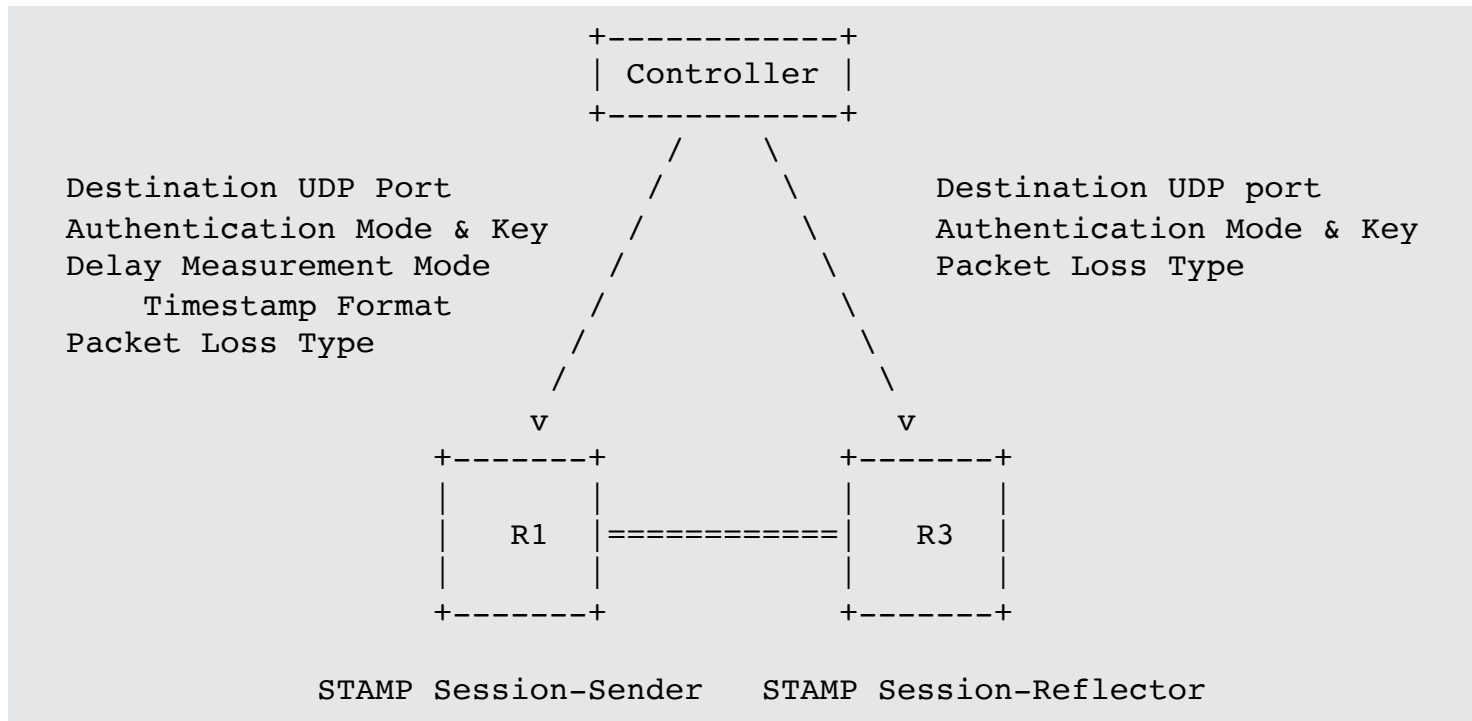 Controller
Destination UDP Port
Authentication Mode & Key
Delay Measurement Mode
Timestamp Format
Packet Loss Type
Destination UDP port
Authentication Mode & Key
Packet Loss Type
R1
R3
STAMP Session-Sender
STAMP Session-Reflector